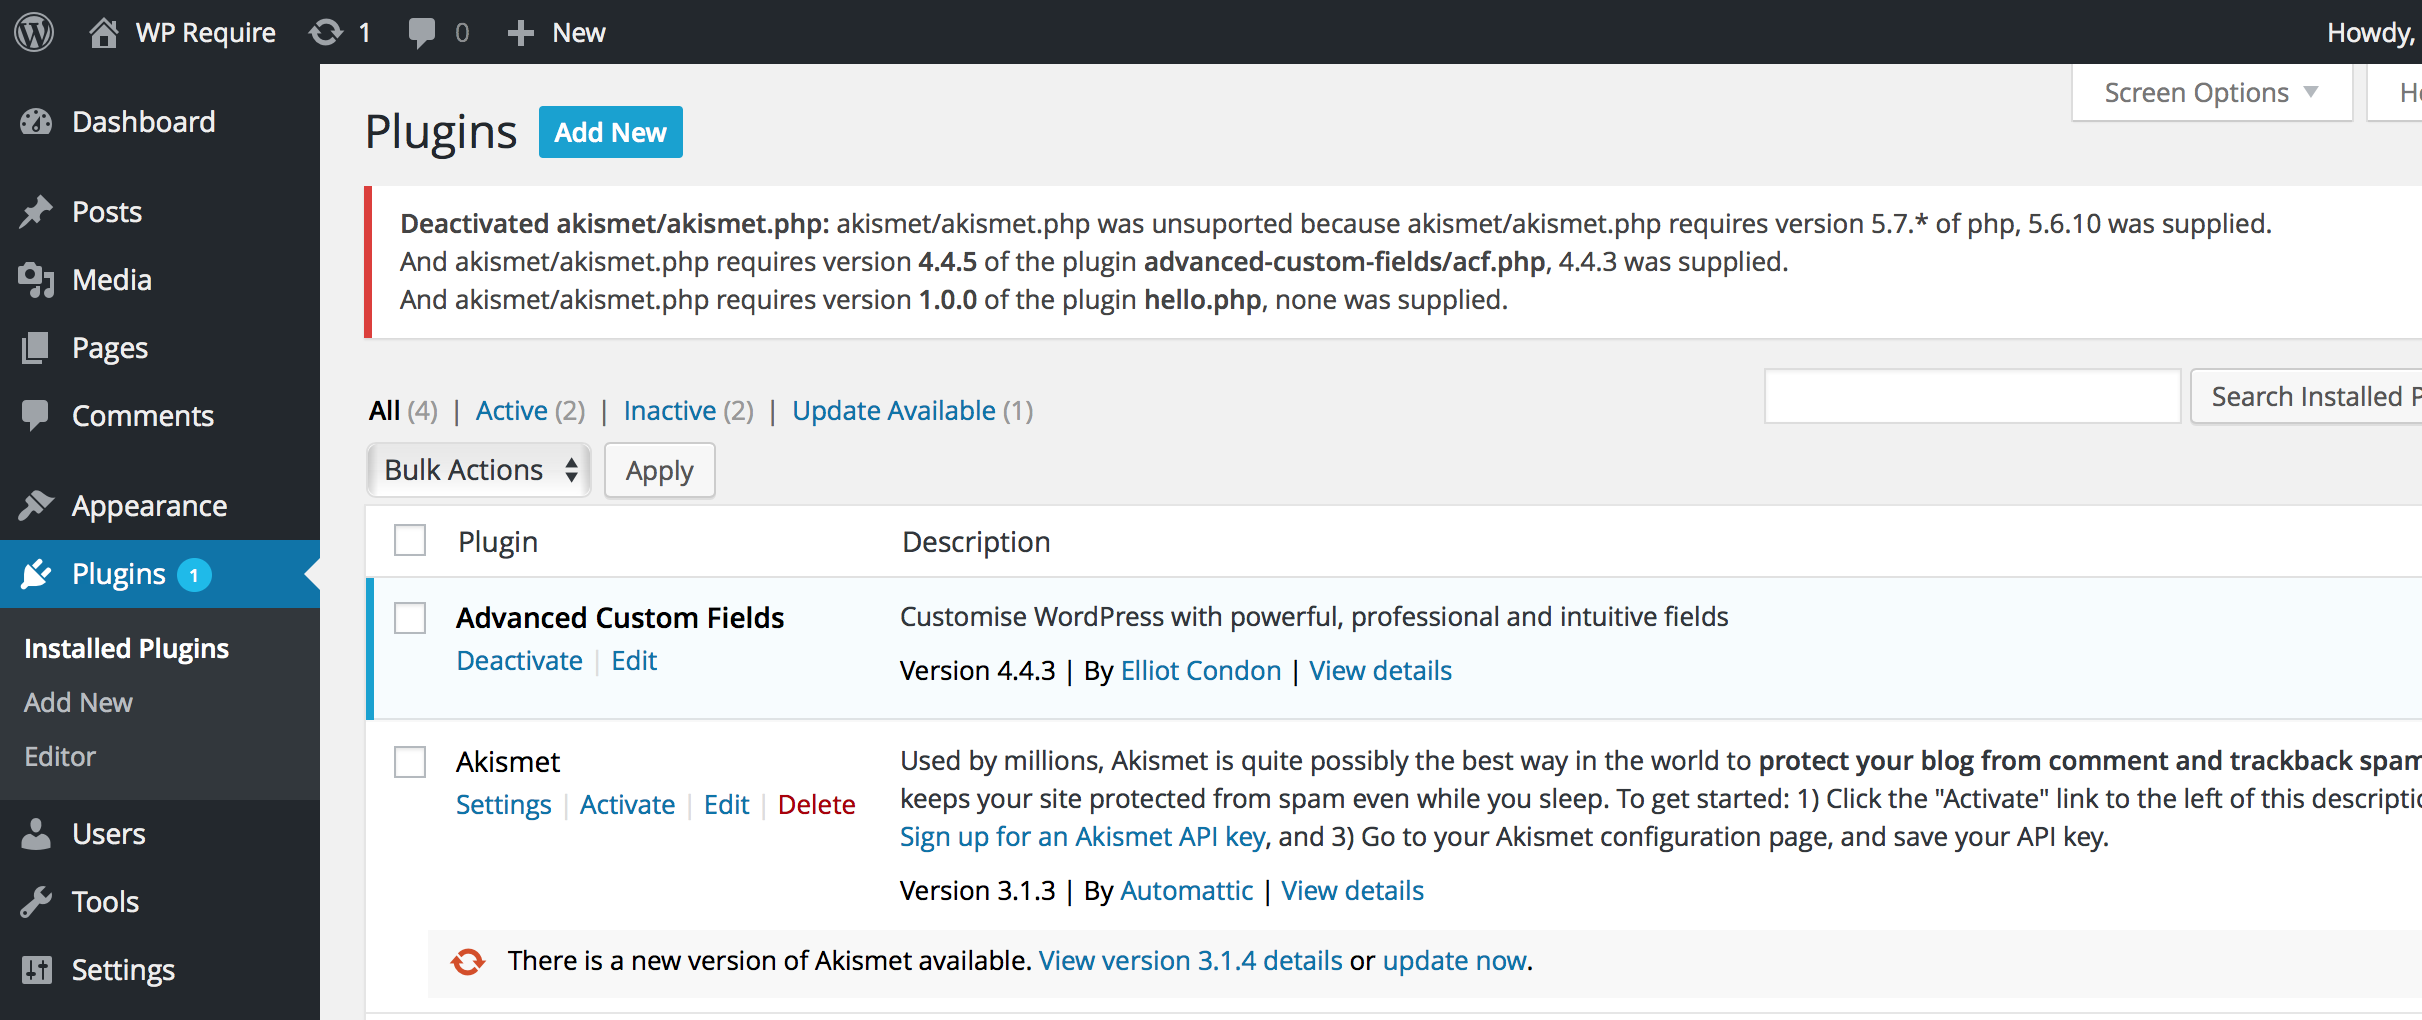 WP Require 1 0 New Howdy,
Dashboard
Posts
Media
Pages
Comments
Appearance
Plugins 1
Installed Plugins
Add New
Editor
Users
Tools
Settings
Screen Options
Plugins Add New
Deactivated akismet/akismet.php: akismet/akismet.php was unsuported because akismet/akismet.php requires version 5.7.* of php, 5.6.10 was supplied.
And akismet/akismet.php requires version 4.4.5 of the plugin advanced-custom-fields/acf.php, 4.4.3 was supplied.
And akismet/akismet.php requires version 1.0.0 of the plugin hello.php, none was supplied.
All (4) | Active (2) | Inactive (2) | Update Available (1)
Search Installed P
Bulk Actions Apply
Plugin Description
Advanced Custom Fields
Deactivate | Edit
Customise WordPress with powerful, professional and intuitive fields
Version 4.4.3 | By Elliot Condon | View details
Akismet
Settings | Activate | Edit | Delete
Used by millions, Akismet is quite possibly the best way in the world to protect your blog from comment and trackback spam
keeps your site protected from spam even while you sleep. To get started: 1) Click the "Activate" link to the left of this descriptio
Sign up for an Akismet API key, and 3) Go to your Akismet configuration page, and save your API key.
Version 3.1.3 | By Automattic | View details
There is a new version of Akismet available. View version 3.1.4 details or update now.